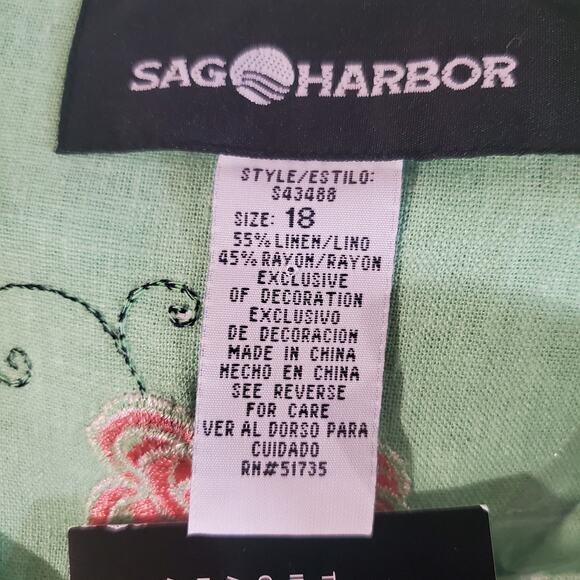 SAG HARBOR
STYLE/ESTILO:
S43488
SIZE: 18
55% LINEN/LINO
45% RAYON/RAYON
EXCLUSIVE
OF DECORATION
EXCLUSIVO
DE DECORACION
MADE IN CHINA
HECHO EN CHINA
SEE REVERSE
FOR CARE
VER AL DORSO PARA
CUIDADO
RN#51735